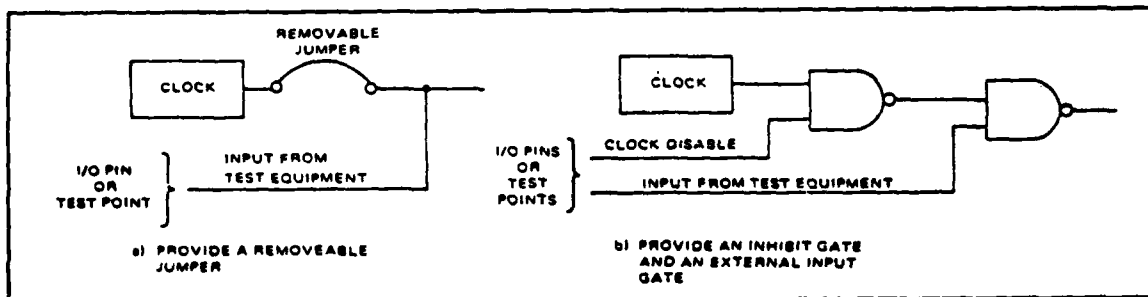 REMOVABLE
JUMPER
CLOCK
I/O PIN
OR
TEST POINT
INPUT FROM
TEST EQUIPMENT
a) PROVIDE A REMOVEABLE
JUMPER
CLOCK
I/O PINS
OR
TEST
POINTS
CLOCK DISABLE
INPUT FROM TEST EQUIPMENT
b) PROVIDE AN INHIBIT GATE
AND AN EXTERNAL INPUT
GATE